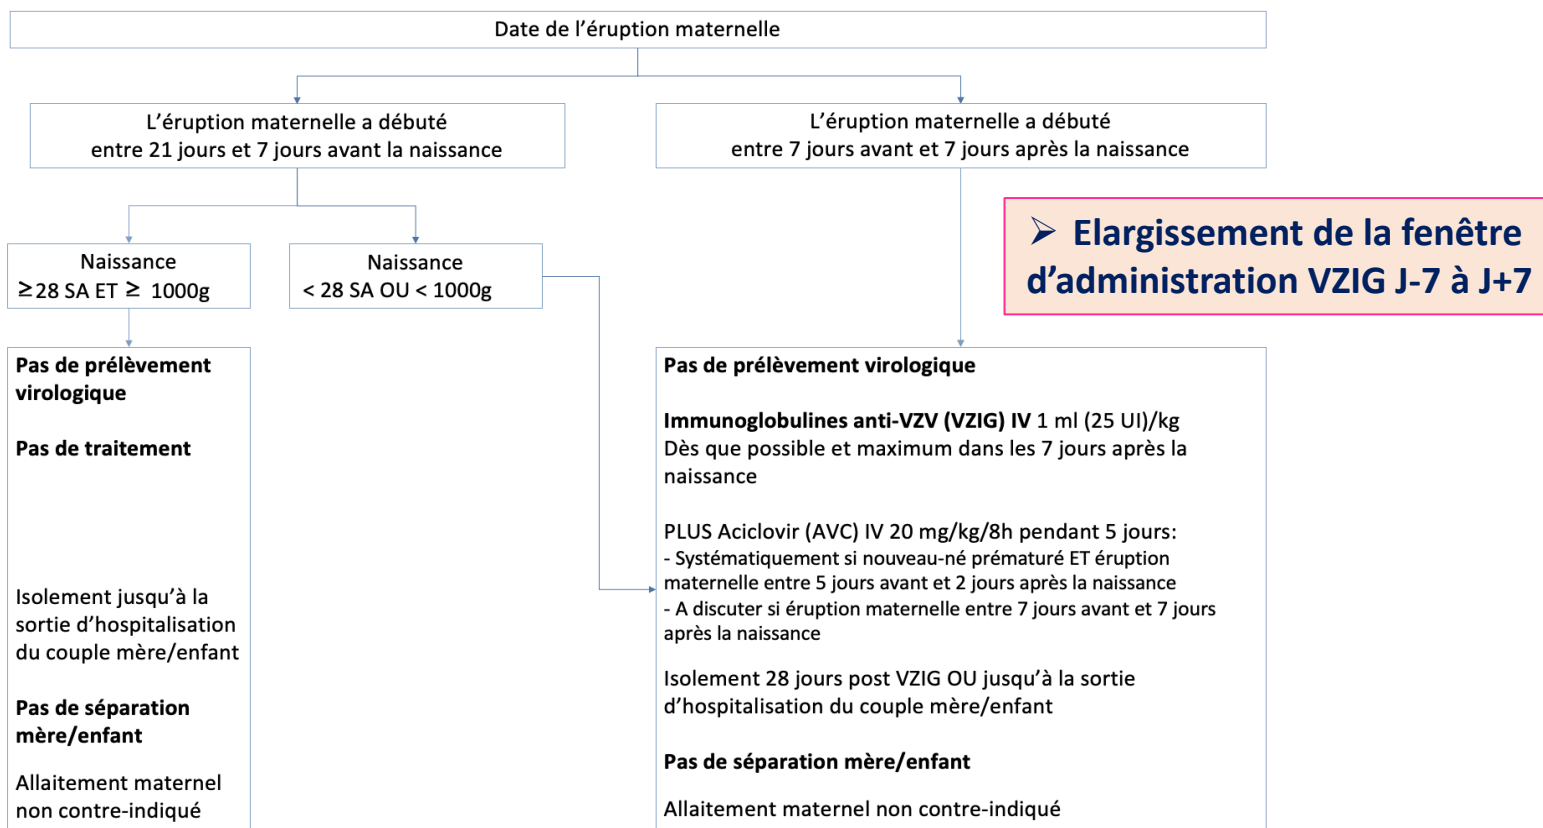 Date de l’éruption maternelle
L’éruption maternelle a débuté
entre 21 jours et 7 jours avant la naissance
L’éruption maternelle a débuté
entre 7 jours avant et 7 jours après la naissance
➢ Elargissement de la fenêtre
d’administration VZIG J-7 à J+7
Naissance
≥28 SA ET ≥ 1000g
Naissance
< 28 SA OU < 1000g
Pas de prélèvement
virologique
Pas de traitement
Isolement jusqu’à la
sortie d’hospitalisation
du couple mère/enfant
Pas de séparation
mère/enfant
Allaitement maternel
non contre-indiqué
Pas de prélèvement virologique
Immunoglobulines anti-VZV (VZIG) IV 1 ml (25 UI)/kg
Dès que possible et maximum dans les 7 jours après la
naissance
PLUS Aciclovir (AVC) IV 20 mg/kg/8h pendant 5 jours:
- Systématiquement si nouveau-né prématuré ET éruption
maternelle entre 5 jours avant et 2 jours après la naissance
- A discuter si éruption maternelle entre 7 jours avant et 7 jours
après la naissance
Isolement 28 jours post VZIG OU jusqu’à la sortie
d’hospitalisation du couple mère/enfant
Pas de séparation mère/enfant
Allaitement maternel non contre-indiqué